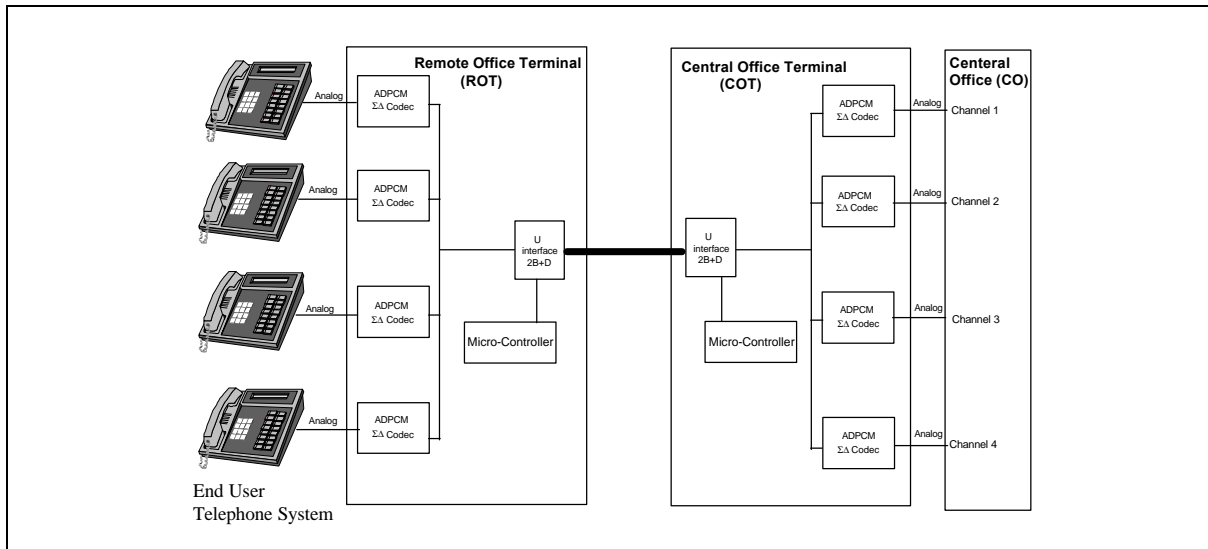 Remote Office Terminal
(ROT)
Central Office Terminal
(COT)
Centeral
Office (CO)
Analog
ADPCM
ΣΔ Codec
Analog
ADPCM
ΣΔ Codec
Analog
ADPCM
ΣΔ Codec
Analog
ADPCM
ΣΔ Codec
U
interface
2B+D
Micro-Controller
U
interface
2B+D
Micro-Controller
ADPCM
ΣΔ Codec
Analog
Channel 1
ADPCM
ΣΔ Codec
Analog
Channel 2
ADPCM
ΣΔ Codec
Analog
Channel 3
ADPCM
ΣΔ Codec
Analog
Channel 4
End User
Telephone System